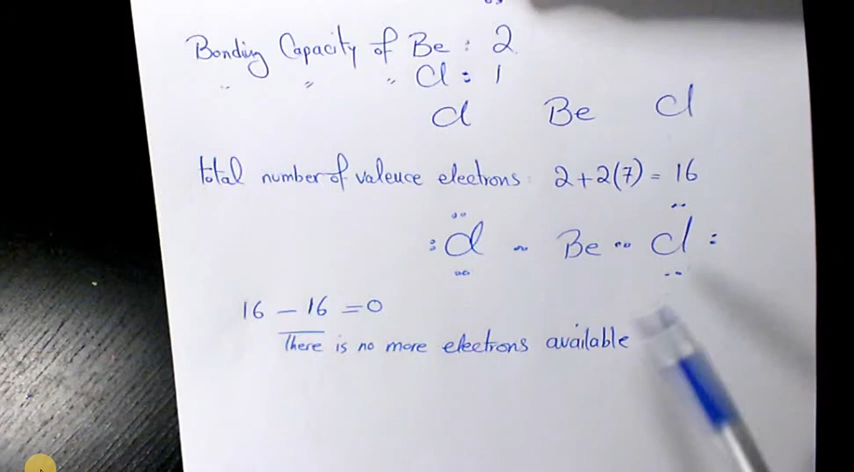 Bonding Capacity of Be : 2
" " " Cl : 1
Cl Be Cl
total number of valence electrons: 2+2(7) = 16
:Cl .. Be .. Cl:
16 - 16 = 0
There is no more electrons available